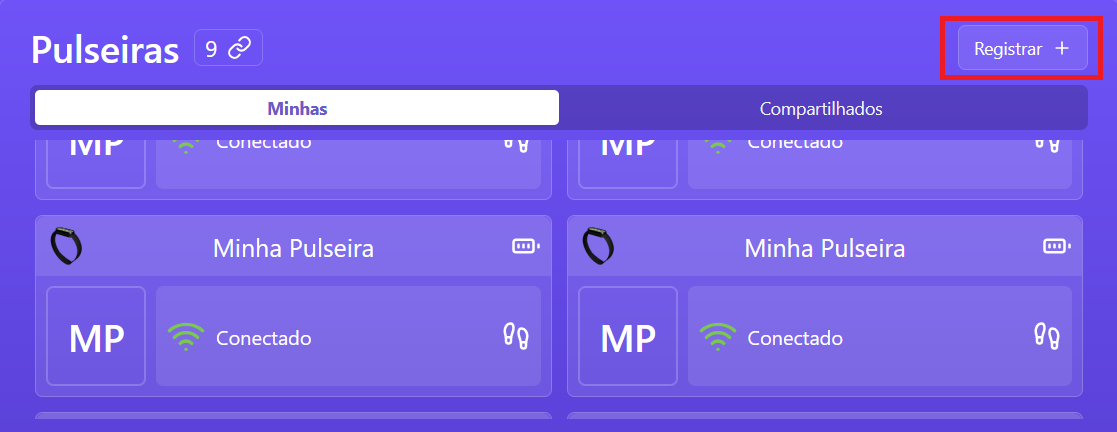 Pulseiras 9 Registrar +
Minhas Compartilhados
MP Conectado MP Conectado
Minha Pulseira Minha Pulseira
MP Conectado MP Conectado